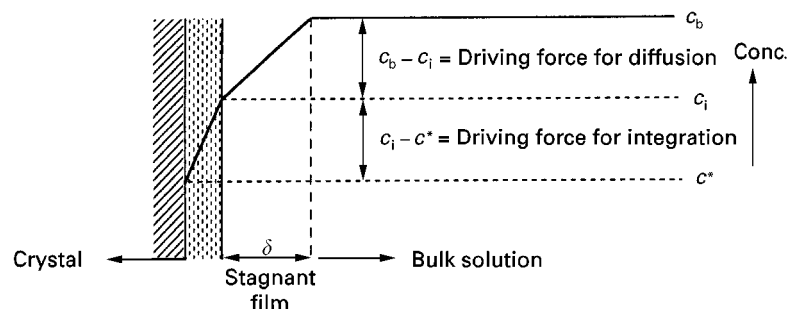 c_b
c_b − c_i = Driving force for diffusion
Conc.
c_i
c_i − c* = Driving force for integration
c*
δ
Crystal
Bulk solution
Stagnant
film